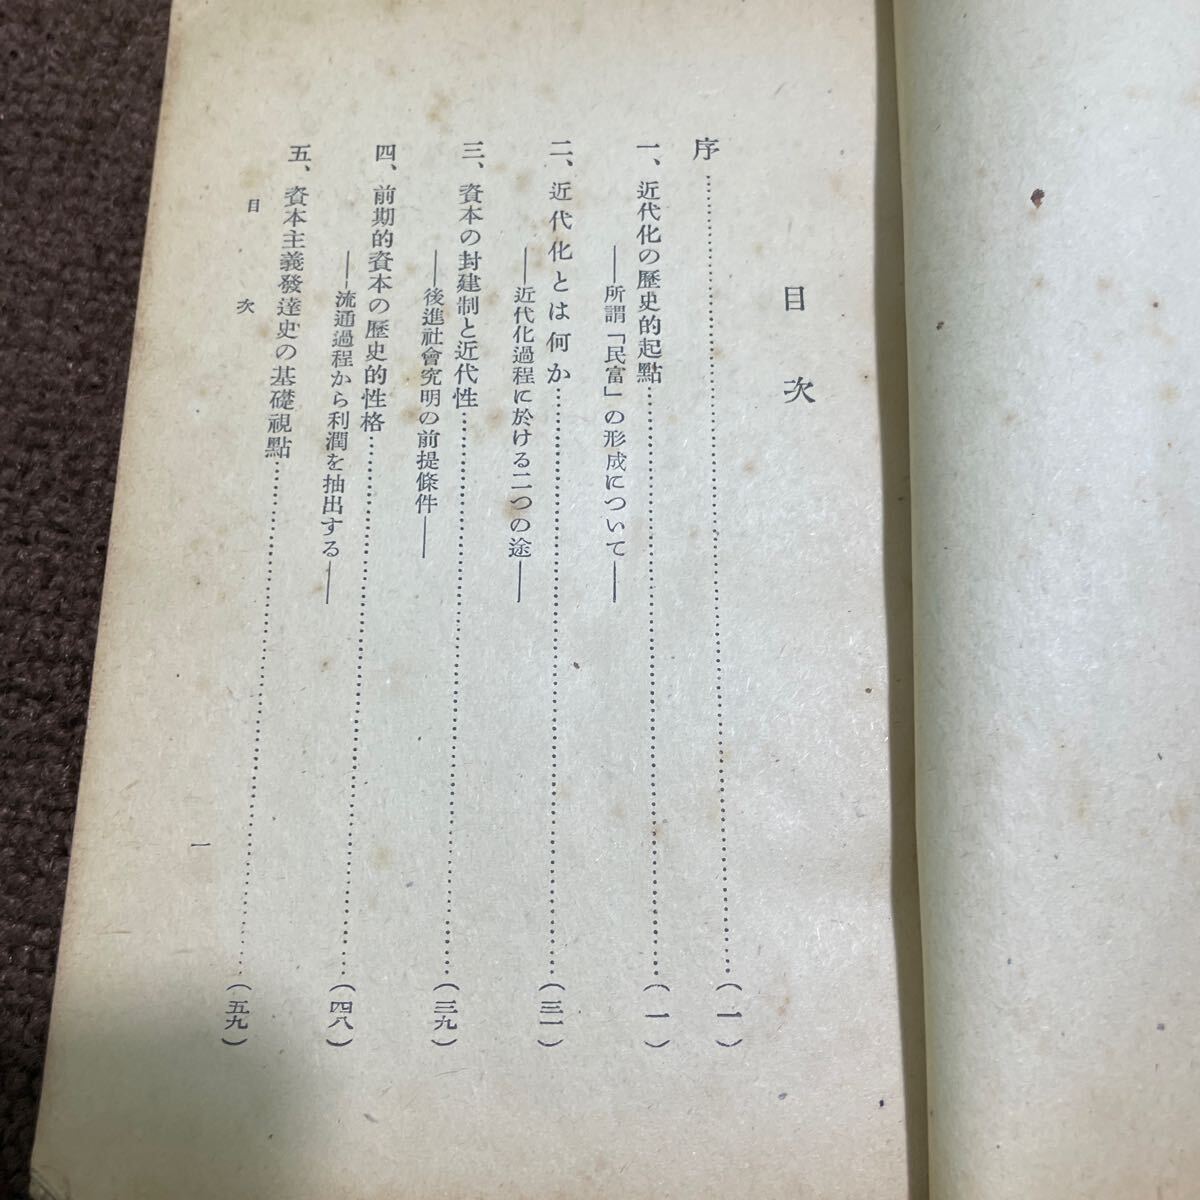 目次
序……………………………（一）
一、近代化の歷史的起點……………………………（一）
――所謂「民富」の形成について――
二、近代化とは何か……………………………（三一）
――近代化過程に於ける二つの途――
三、資本の封建制と近代性……………………………（三九）
――後進社會究明の前提條件――
四、前期的資本の歷史的性格……………………………（四八）
――流通過程から利潤を抽出する――
五、資本主義發達史の基礎視點……………………………（五九）
目次
一